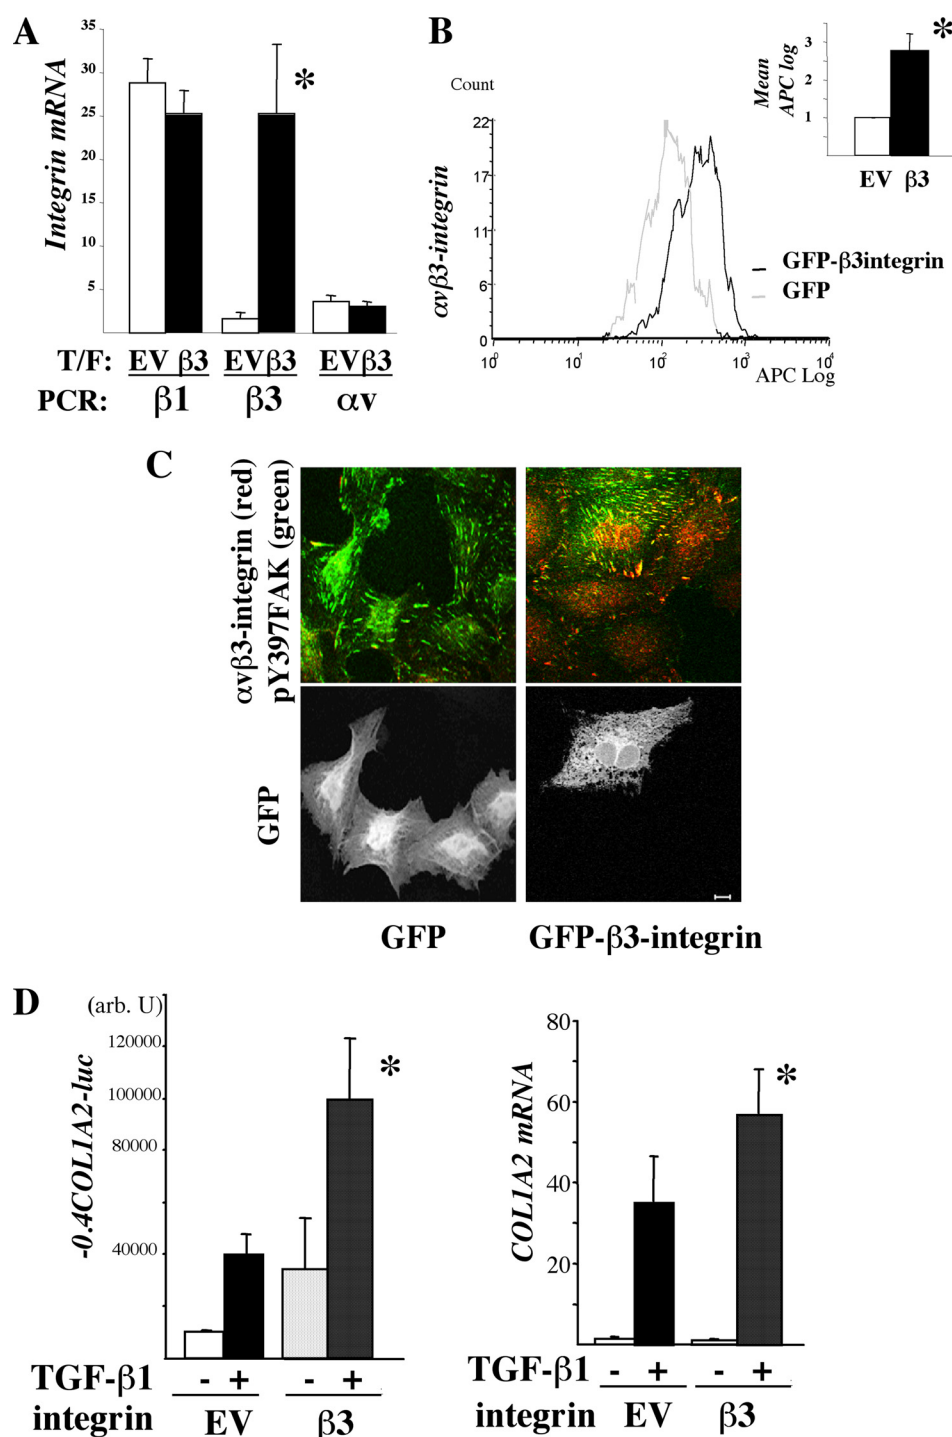 A
Integrin mRNA
35
30
25
20
15
10
5
*
T/F: EV β3 EVβ3 EVβ3
PCR: β1 β3 αv
B
Count
αvβ3-integrin
22
17
11
6
0
10⁰ 10¹ 10² 10³ 10⁴
APC Log
GFP-β3integrin
GFP
Mean
APC log
3
2
1
*
EV β3
C
αvβ3-integrin (red)
pY397FAK (green)
GFP
GFP GFP-β3-integrin
D
(arb. U)
-0.4COL1A2-luc
120000
100000
80000
40000
*
TGF-β1 - + - +
integrin EV β3
COL1A2 mRNA
80
60
40
20
*
TGF-β1 - + - +
integrin EV β3